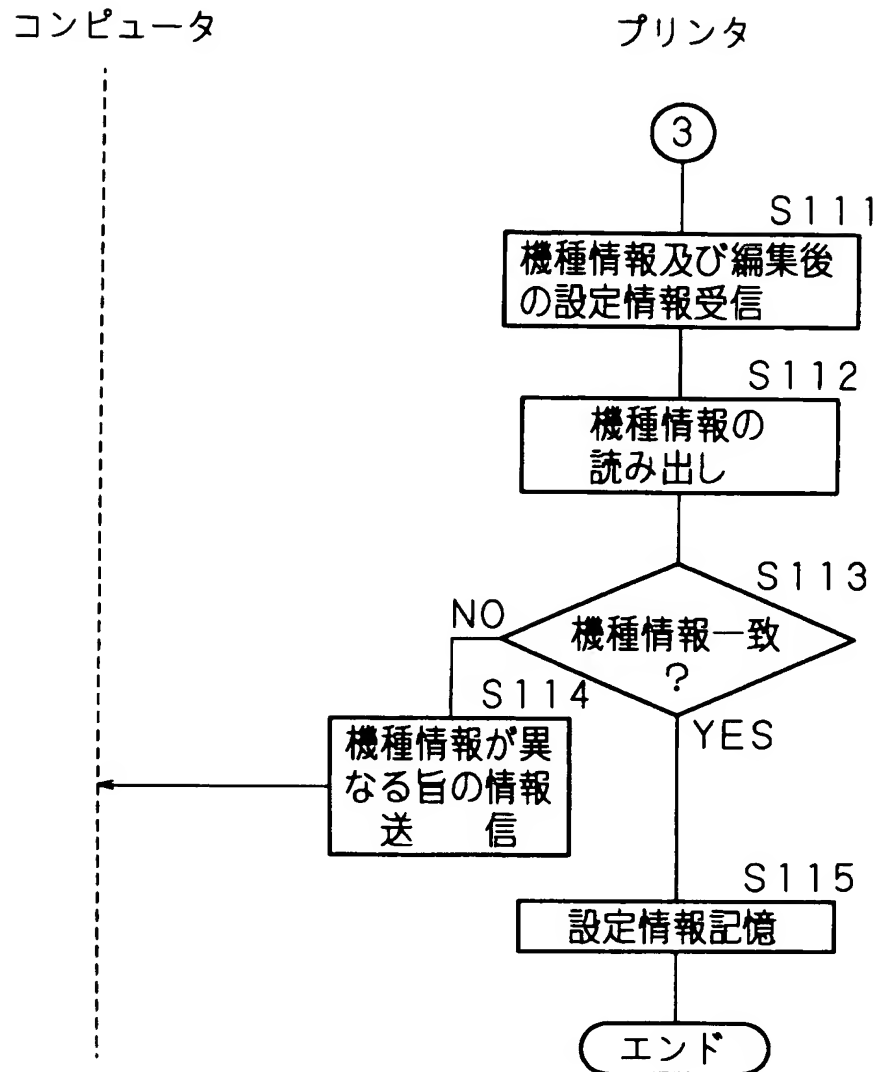 コンピュータ
プリンタ
3
S111
機種情報及び編集後
の設定情報受信
S112
機種情報の
読み出し
S113
機種情報一致
?
NO
YES
S114
機種情報が異
なる旨の情報
送 信
S115
設定情報記憶
エンド